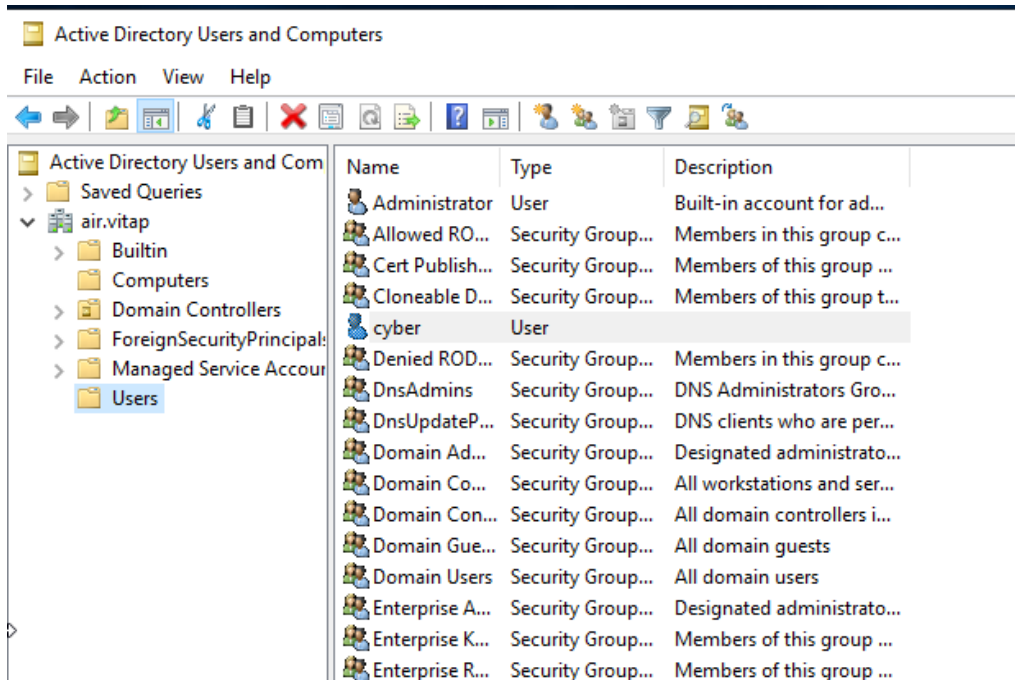 Active Directory Users and Computers
File Action View Help
Active Directory Users and Com
Saved Queries
air.vitap
Builtin
Computers
Domain Controllers
ForeignSecurityPrincipals
Managed Service Accour
Users
Name Type Description
Administrator User Built-in account for ad...
Allowed RO... Security Group... Members in this group c...
Cert Publish... Security Group... Members of this group ...
Cloneable D... Security Group... Members of this group t...
cyber User
Denied ROD... Security Group... Members in this group c...
DnsAdmins Security Group... DNS Administrators Gro...
DnsUpdateP... Security Group... DNS clients who are per...
Domain Ad... Security Group... Designated administrato...
Domain Co... Security Group... All workstations and ser...
Domain Con... Security Group... All domain controllers i...
Domain Gue... Security Group... All domain guests
Domain Users Security Group... All domain users
Enterprise A... Security Group... Designated administrato...
Enterprise K... Security Group... Members of this group ...
Enterprise R... Security Group... Members of this group ...